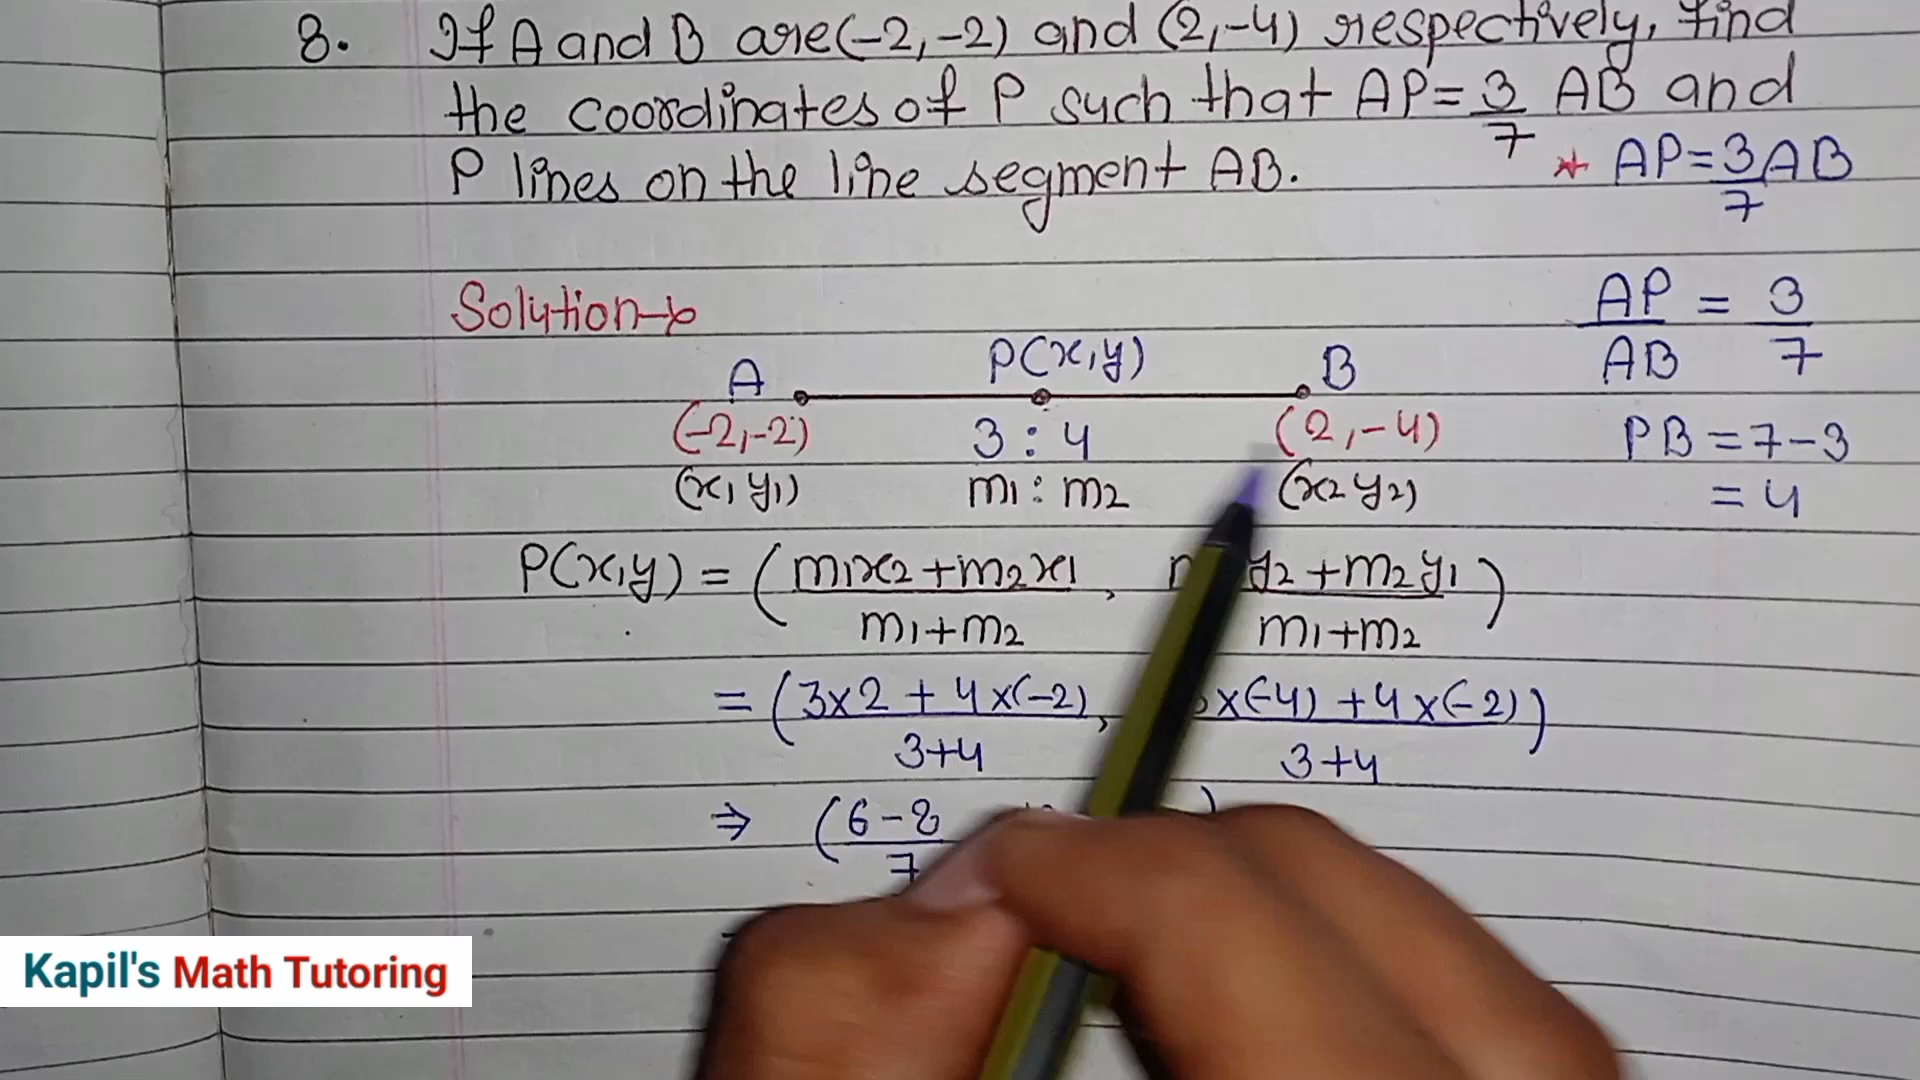 8. If A and B are (-2,-2) and (2,-4) respectively, find
the coordinates of P such that AP = 3/7 AB and
P lines on the line segment AB.
* AP = 3/7 AB
Solution→
AP/AB = 3/7
A P(x,y) B
(-2,-2) 3 : 4 (2,-4)
PB = 7-3
(x1 y1) m1 : m2 (x2 y2)
= 4
P(x,y) = (m1x2+m2x1/m1+m2, y2+m2y1/m1+m2)
= (3x2 + 4x(-2)/3+4, x(-4) + 4x(-2)/3+4)
⇒ (6-8/7
Kapil's Math Tutoring